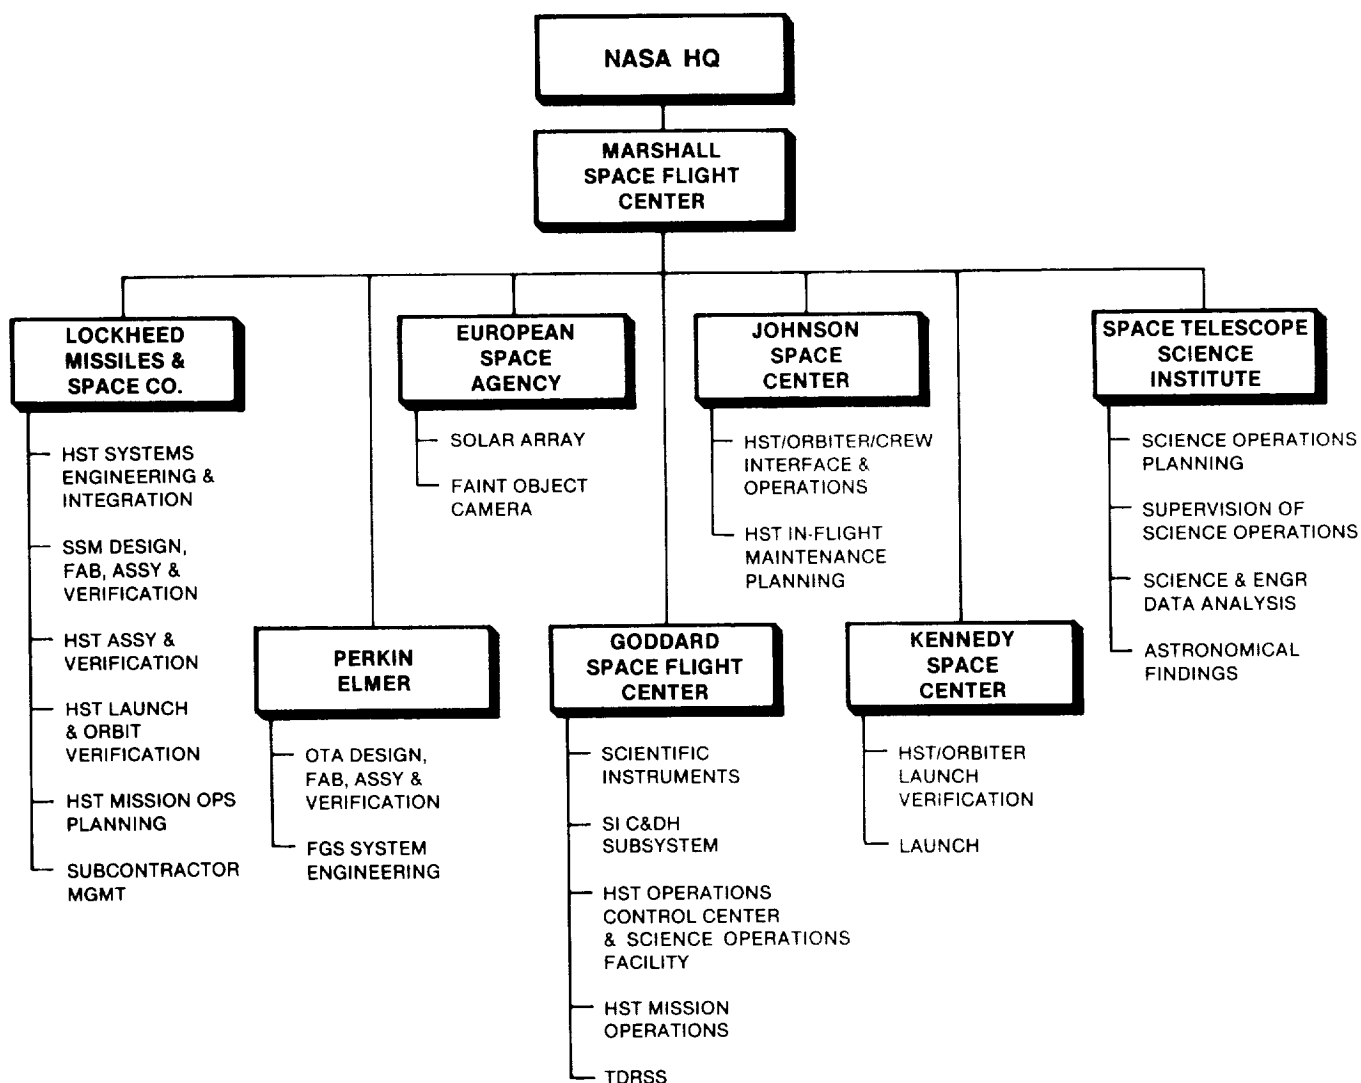 NASA HQ
MARSHALL
SPACE FLIGHT
CENTER
LOCKHEED
MISSILES &
SPACE CO.
HST SYSTEMS
ENGINEERING &
INTEGRATION
SSM DESIGN,
FAB, ASSY &
VERIFICATION
HST ASSY &
VERIFICATION
HST LAUNCH
& ORBIT
VERIFICATION
HST MISSION OPS
PLANNING
SUBCONTRACTOR
MGMT
PERKIN
ELMER
OTA DESIGN,
FAB, ASSY &
VERIFICATION
FGS SYSTEM
ENGINEERING
EUROPEAN
SPACE
AGENCY
SOLAR ARRAY
FAINT OBJECT
CAMERA
GODDARD
SPACE FLIGHT
CENTER
SCIENTIFIC
INSTRUMENTS
SI C&DH
SUBSYSTEM
HST OPERATIONS
CONTROL CENTER
& SCIENCE OPERATIONS
FACILITY
HST MISSION
OPERATIONS
TDRSS
JOHNSON
SPACE
CENTER
HST/ORBITER/CREW
INTERFACE &
OPERATIONS
HST IN-FLIGHT
MAINTENANCE
PLANNING
KENNEDY
SPACE
CENTER
HST/ORBITER
LAUNCH
VERIFICATION
LAUNCH
SPACE TELESCOPE
SCIENCE
INSTITUTE
SCIENCE OPERATIONS
PLANNING
SUPERVISION OF
SCIENCE OPERATIONS
SCIENCE & ENGR
DATA ANALYSIS
ASTRONOMICAL
FINDINGS